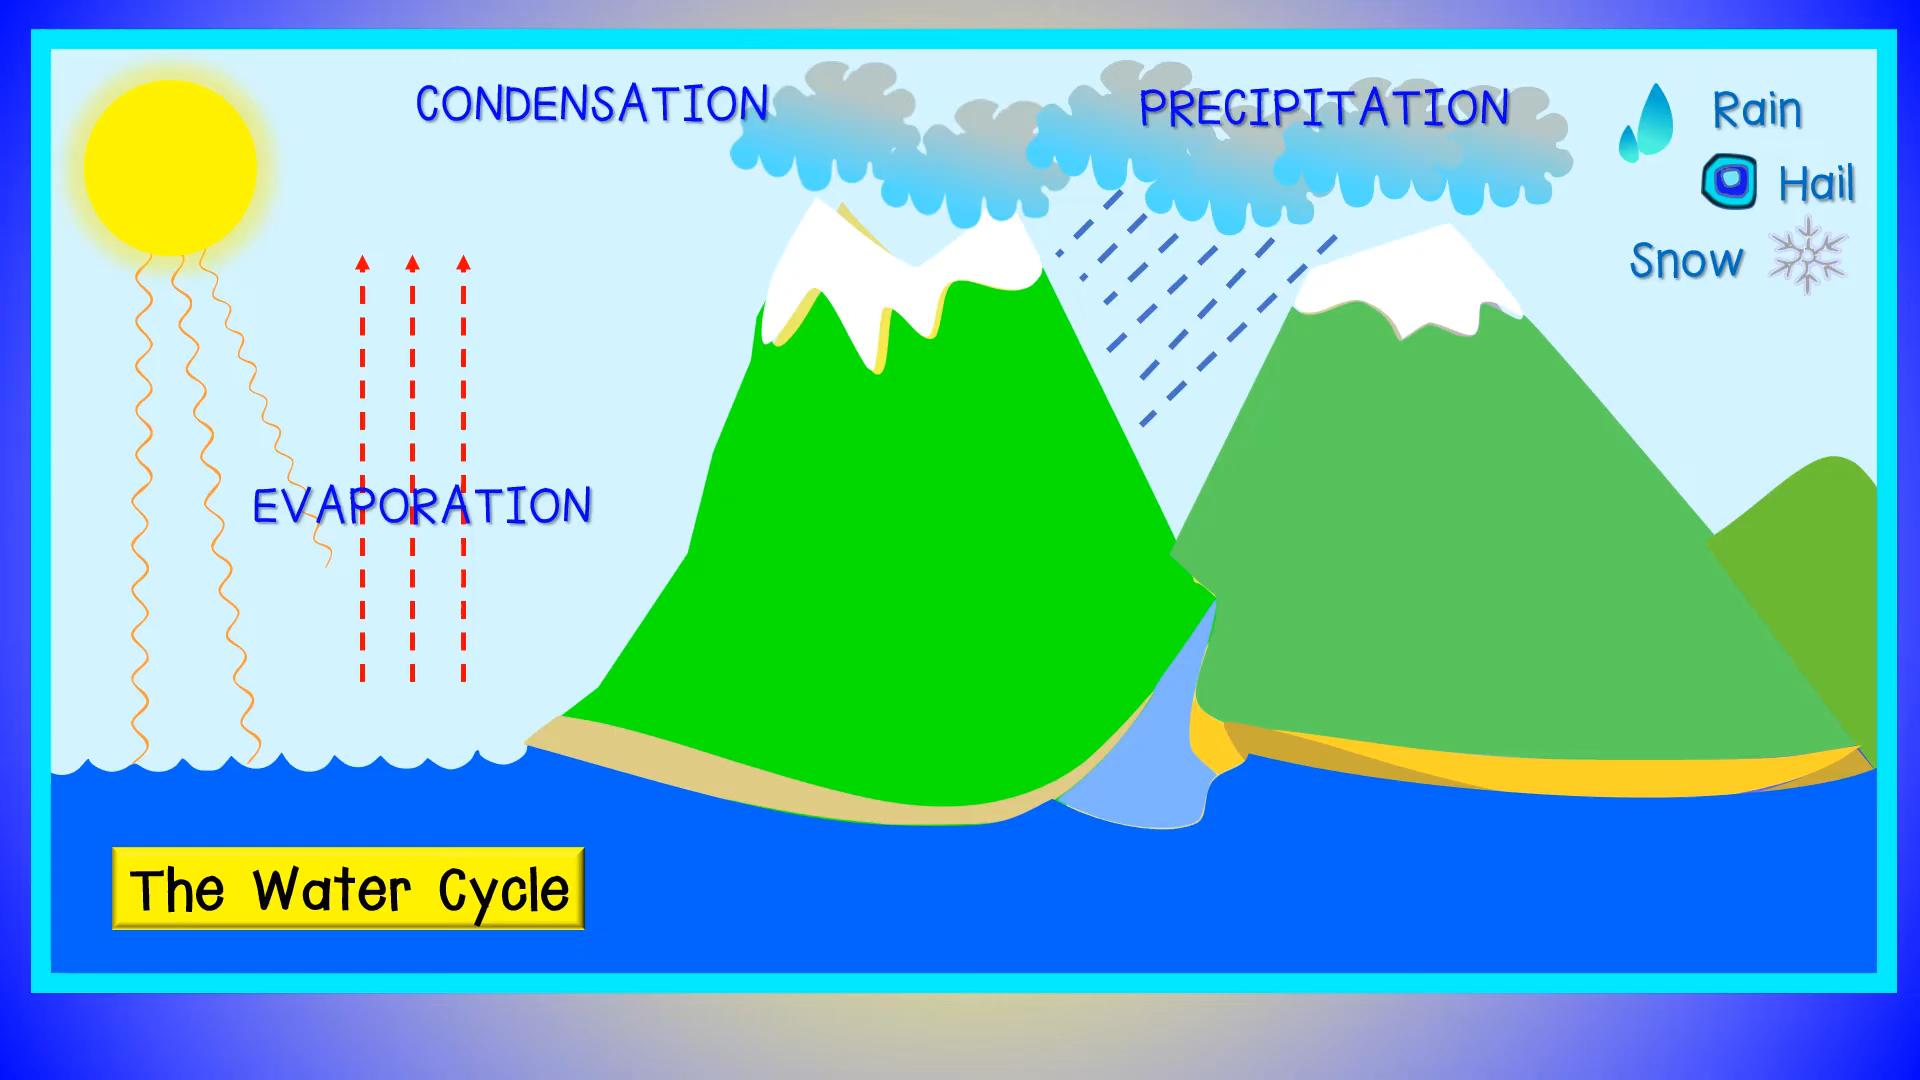 CONDENSATION
PRECIPITATION
Rain
Hail
Snow
EVAPORATION
The Water Cycle